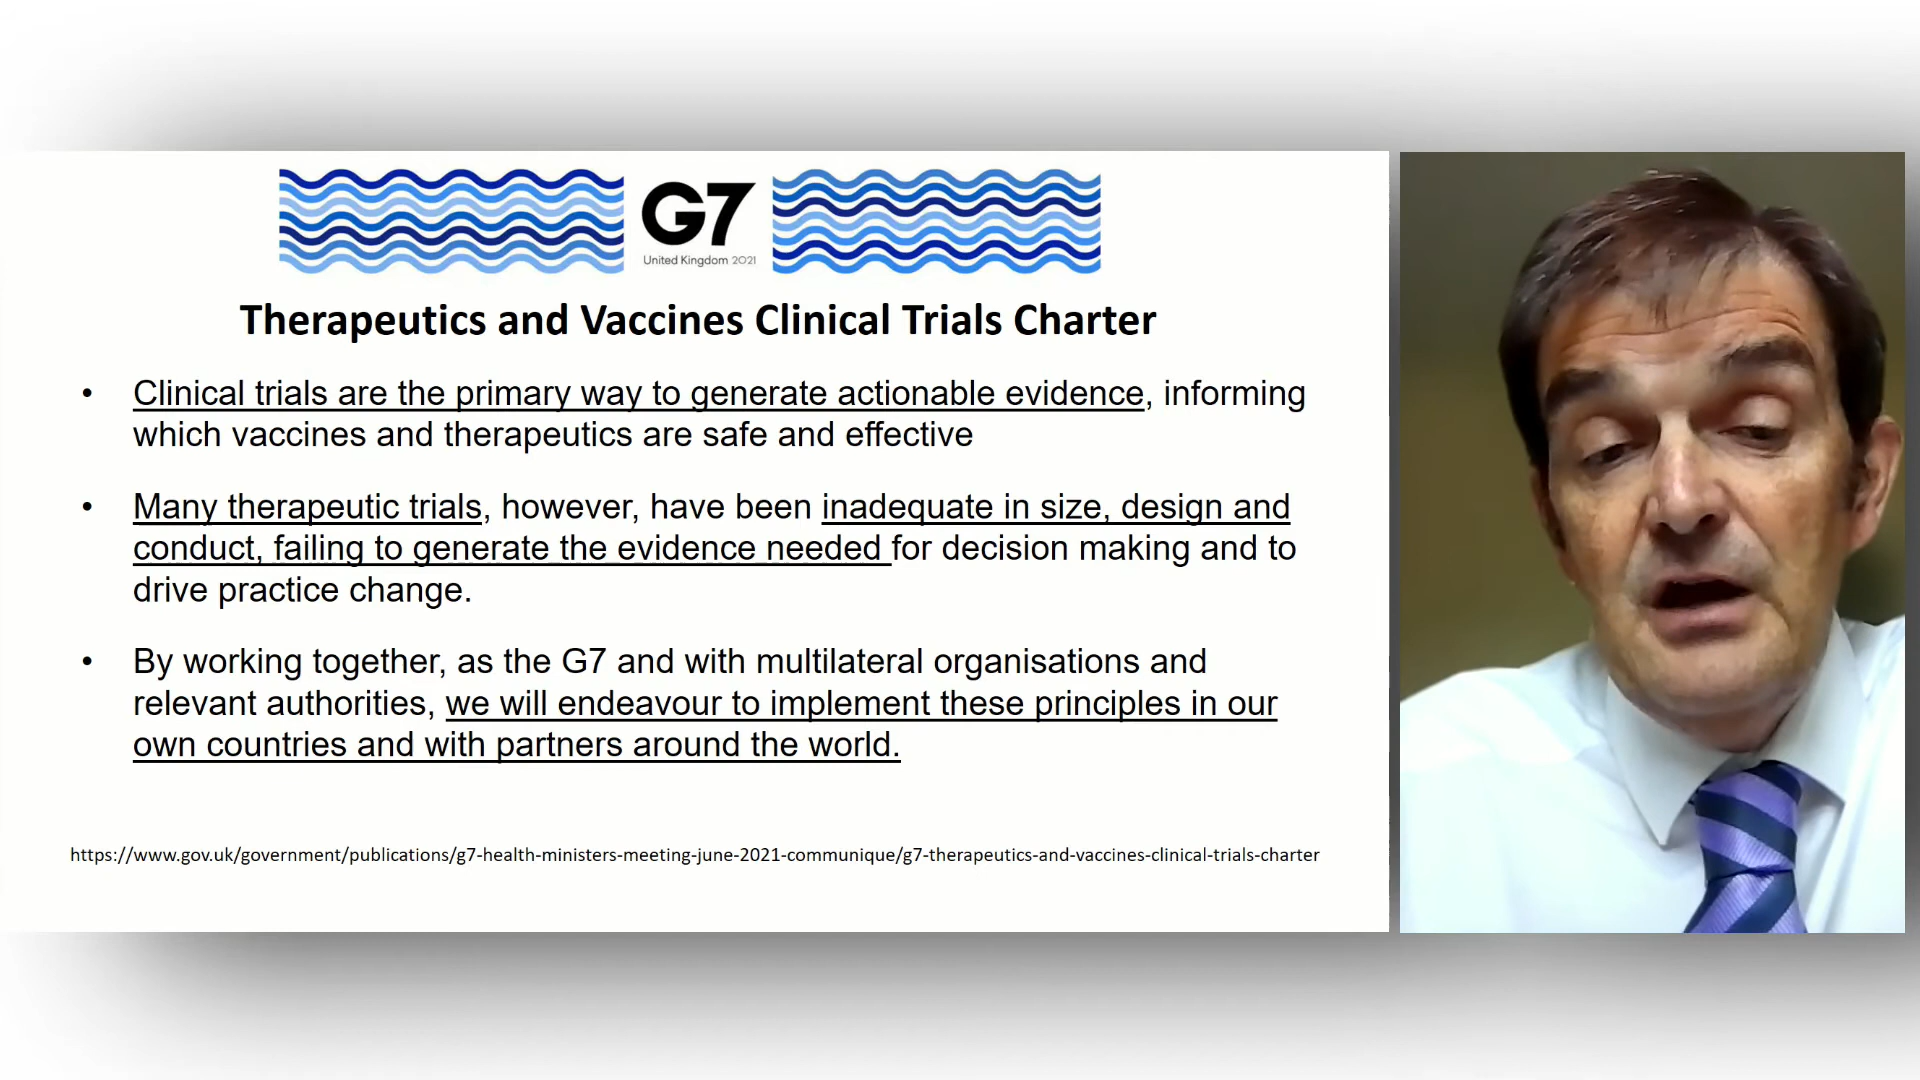 G7
United Kingdom 2021
Therapeutics and Vaccines Clinical Trials Charter
• Clinical trials are the primary way to generate actionable evidence, informing
which vaccines and therapeutics are safe and effective
• Many therapeutic trials, however, have been inadequate in size, design and
conduct, failing to generate the evidence needed for decision making and to
drive practice change.
• By working together, as the G7 and with multilateral organisations and
relevant authorities, we will endeavour to implement these principles in our
own countries and with partners around the world.
https://www.gov.uk/government/publications/g7-health-ministers-meeting-june-2021-communique/g7-therapeutics-and-vaccines-clinical-trials-charter